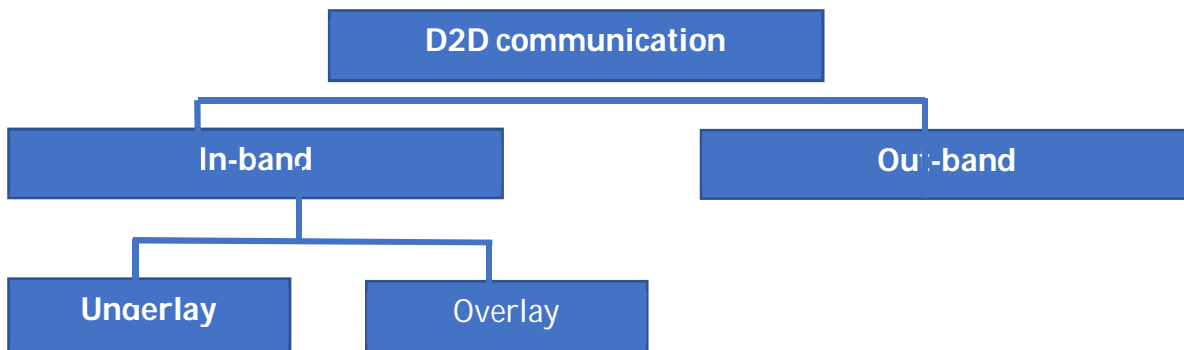 D2D communication
In-band
Out-band
Underlay
Overlay